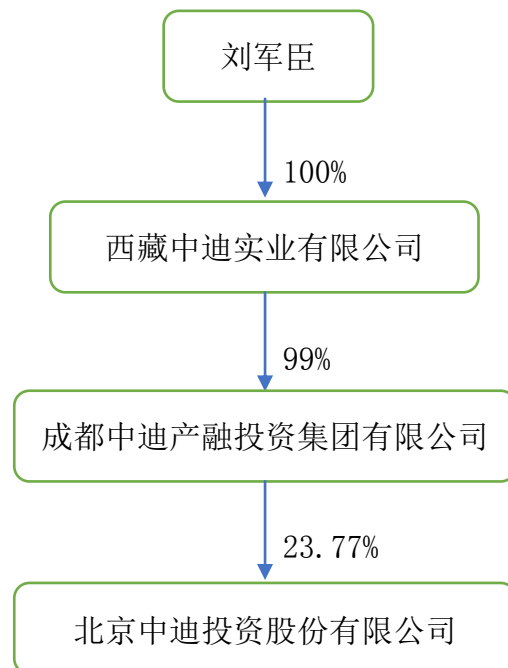 刘军臣
100%
西藏中迪实业有限公司
99%
成都中迪产融投资集团有限公司
23.77%
北京中迪投资股份有限公司